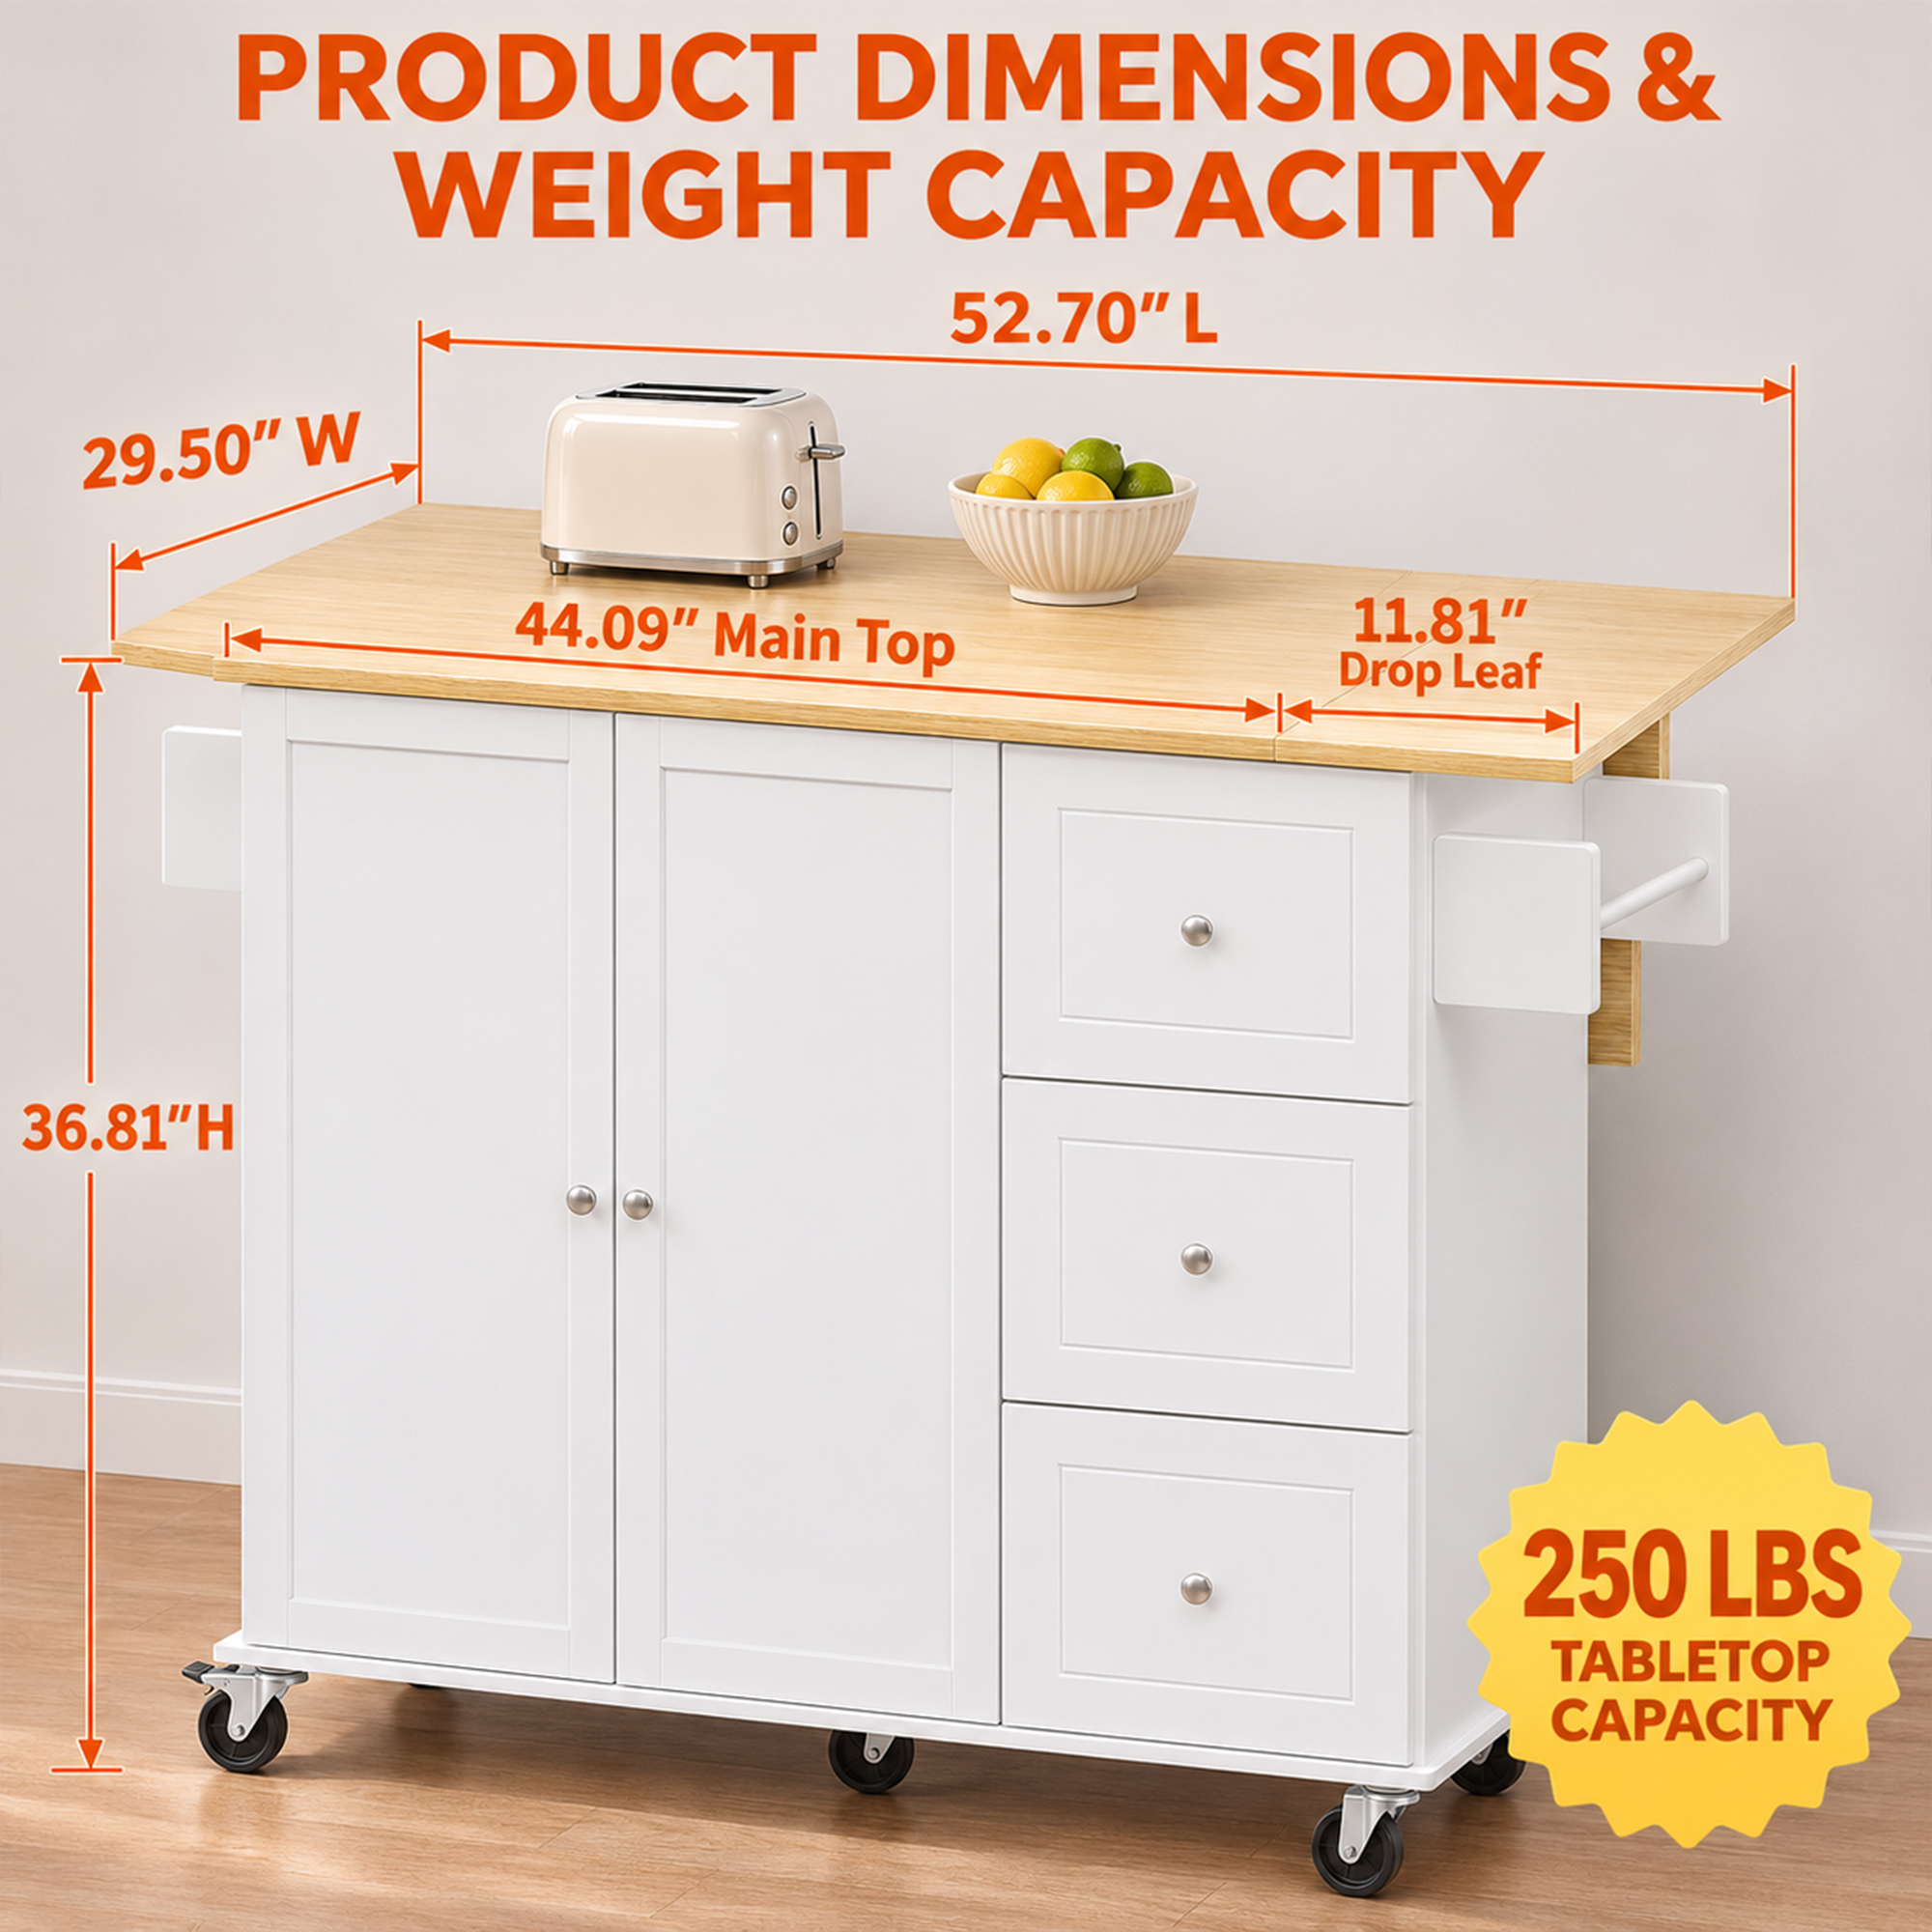 PRODUCT DIMENSIONS &
WEIGHT CAPACITY
52.70" L
29.50" W
44.09" Main Top
11.81"
Drop Leaf
36.81"H
250 LBS
TABLETOP
CAPACITY